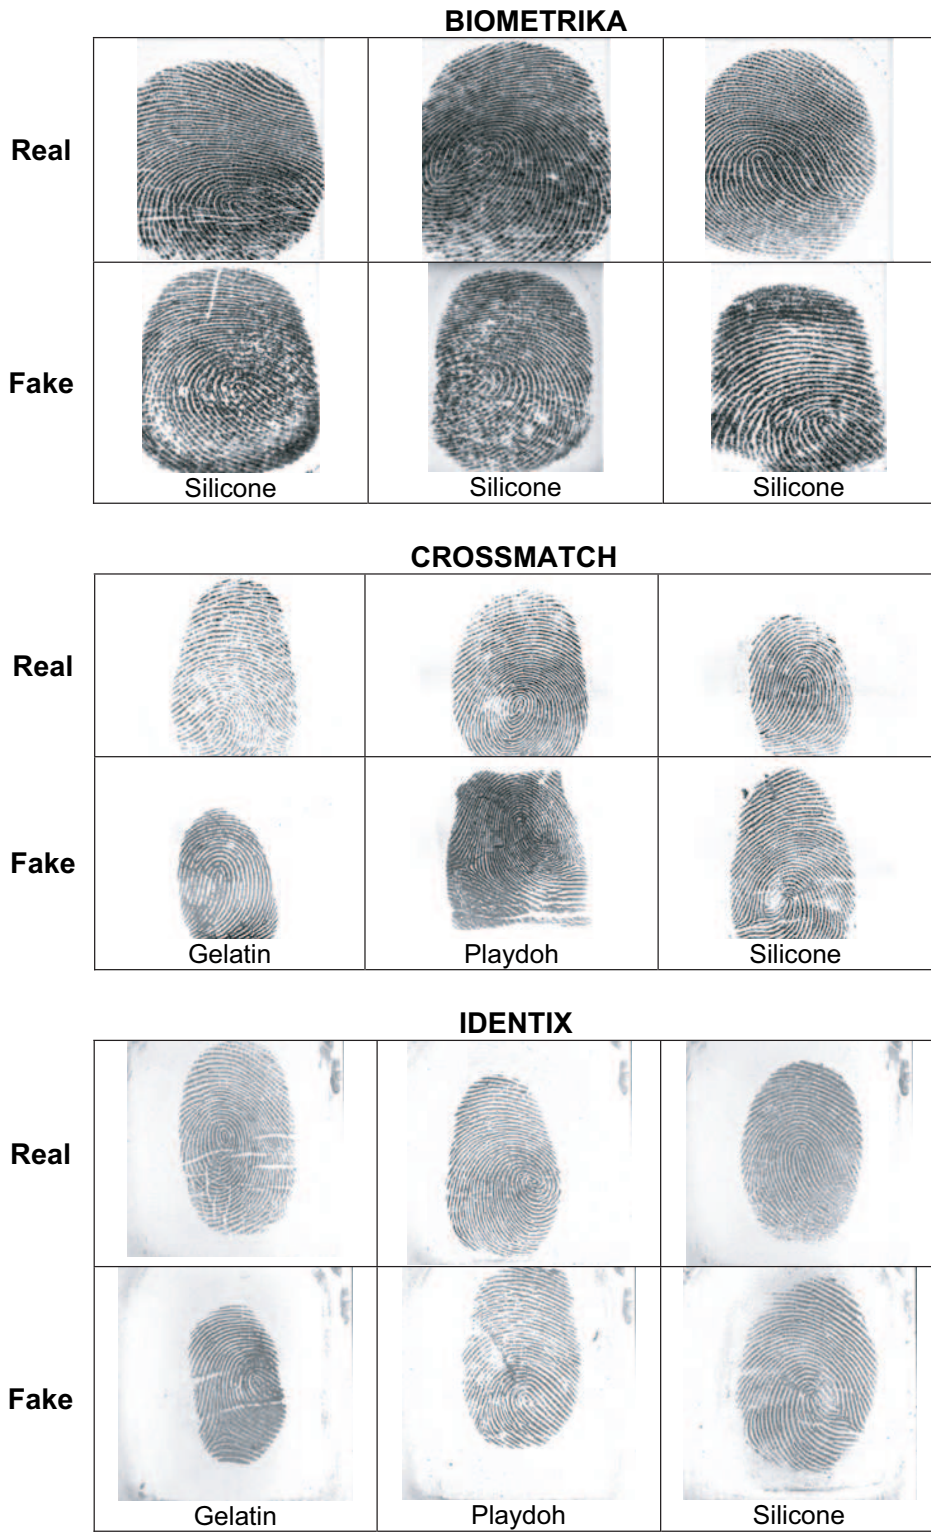 BIOMETRIKA
Real
Fake
Silicone Silicone Silicone
CROSSMATCH
Real
Fake
Gelatin Playdoh Silicone
IDENTIX
Real
Fake
Gelatin Playdoh Silicone